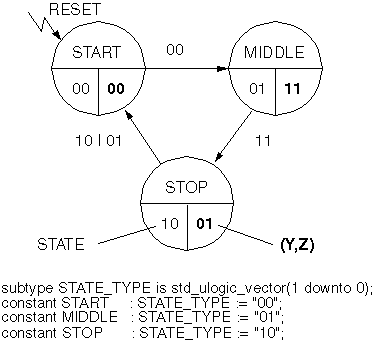 RESET
START
00
MIDDLE
00 00
01 11
10 | 01
11
STOP
STATE
10 01
(Y,Z)
subtype STATE_TYPE is std_ulogic_vector(1 downto 0);
constant START : STATE_TYPE := "00";
constant MIDDLE : STATE_TYPE := "01";
constant STOP : STATE_TYPE := "10";